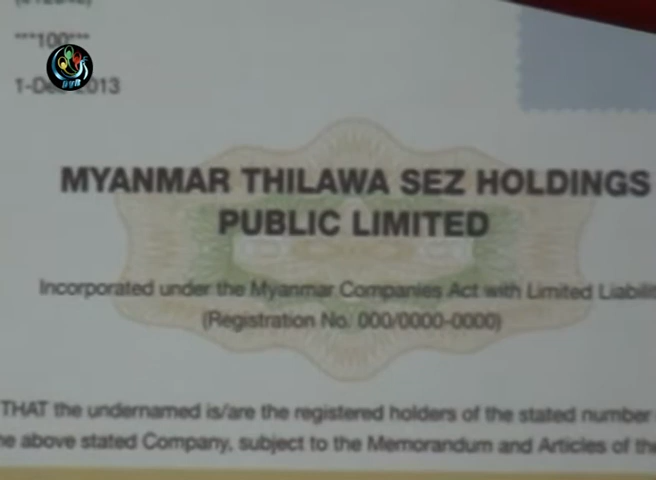 ***100***
2013
MYANMAR THILAWA SEZ HOLDINGS
PUBLIC LIMITED
Incorporated under the Myanmar Companies Act with Limited
(Registration No. 000/0000-0000)
THAT the undernamed is/are the registered holders of the stated number
above stated Company, subject to the Memorandum and Articles of